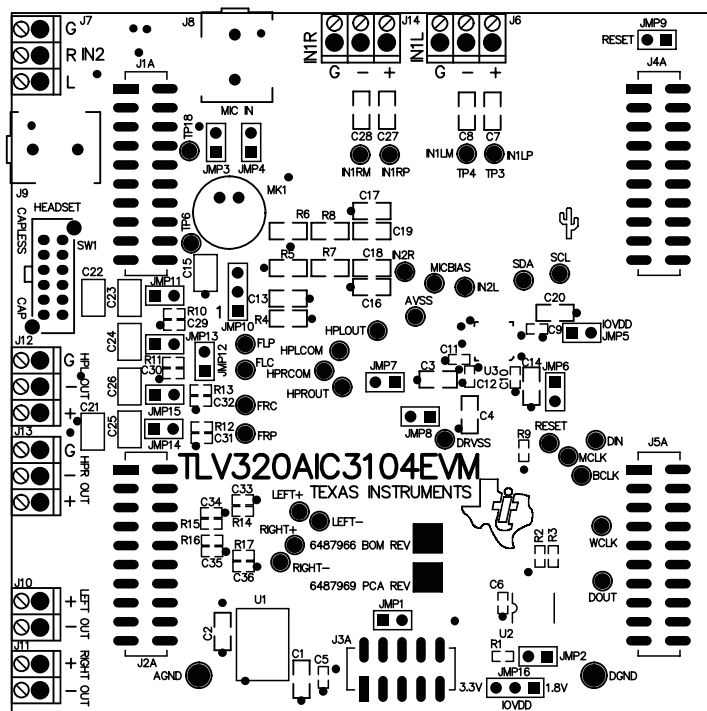 J7
G
R IN2
L
J8
MIC IN
J1A
IN1R
G
−
+
J14
IN1L
G
−
+
J6
JMP9
RESET
J4A
TP18
JMP3
JMP4
C28
C27
C8
C7
IN1RM
IN1RP
IN1LM
TP4
TP3
IN1LP
J9
HEADSET
CAPLESS
SW1
CAP
MK1
TP6
C17
R6
R8
C19
R5
R7
C18
C16
IN2R
MICBIAS
IN2L
SDA
SCL
C22
C23
C15
JMP11
C13
R4
1
JMP10
R10
C29
AVSS
C20
C9
IOVDD
JMP5
J12
G
HPL OUT
−
+
C24
JMP13
R11
C30
JMP12
FLP
FLC
HPLOUT
HPLCOM
HPRCOM
HPROUT
JMP7
C11
C3
C12
U3
C10
C14
JMP6
C26
C21
C25
JMP15
JMP14
R13
C32
R12
C31
FRC
FRP
JMP8
C4
DRVSS
R9
RESET
DIN
MCLK
BCLK
J13
G
HPR OUT
−
+
J5A
TLV320AIC3104EVM
TEXAS INSTRUMENTS
C34
C33
R15
R14
R16
R17
C35
C36
LEFT+
LEFT-
RIGHT+
RIGHT-
6487966 BOM REV
6487969 PCA REV
WCLK
R2
R3
DOUT
C6
U2
J10
+
LEFT OUT
−
J11
+
RIGHT OUT
−
J2A
C2
U1
AGND
C1
C5
J3A
JMP1
R1
JMP2
JMP16
3.3V
1.8V
IOVDD
DGND